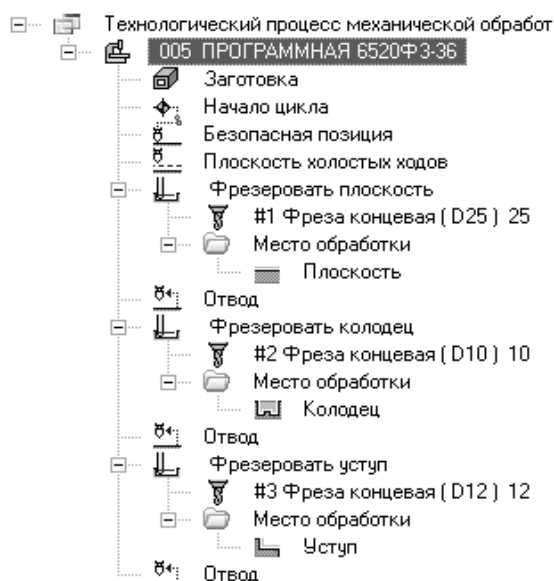 Технологический процесс механической обработ
005 ПРОГРАММНАЯ 6520Ф3-36
Заготовка
Начало цикла
Безопасная позиция
Плоскость холостых ходов
Фрезеровать плоскость
#1 Фреза концевая ( D25 ) 25
Место обработки
Плоскость
Отвод
Фрезеровать колодец
#2 Фреза концевая ( D10 ) 10
Место обработки
Колодец
Отвод
Фрезеровать уступ
#3 Фреза концевая ( D12 ) 12
Место обработки
Уступ
Отвод